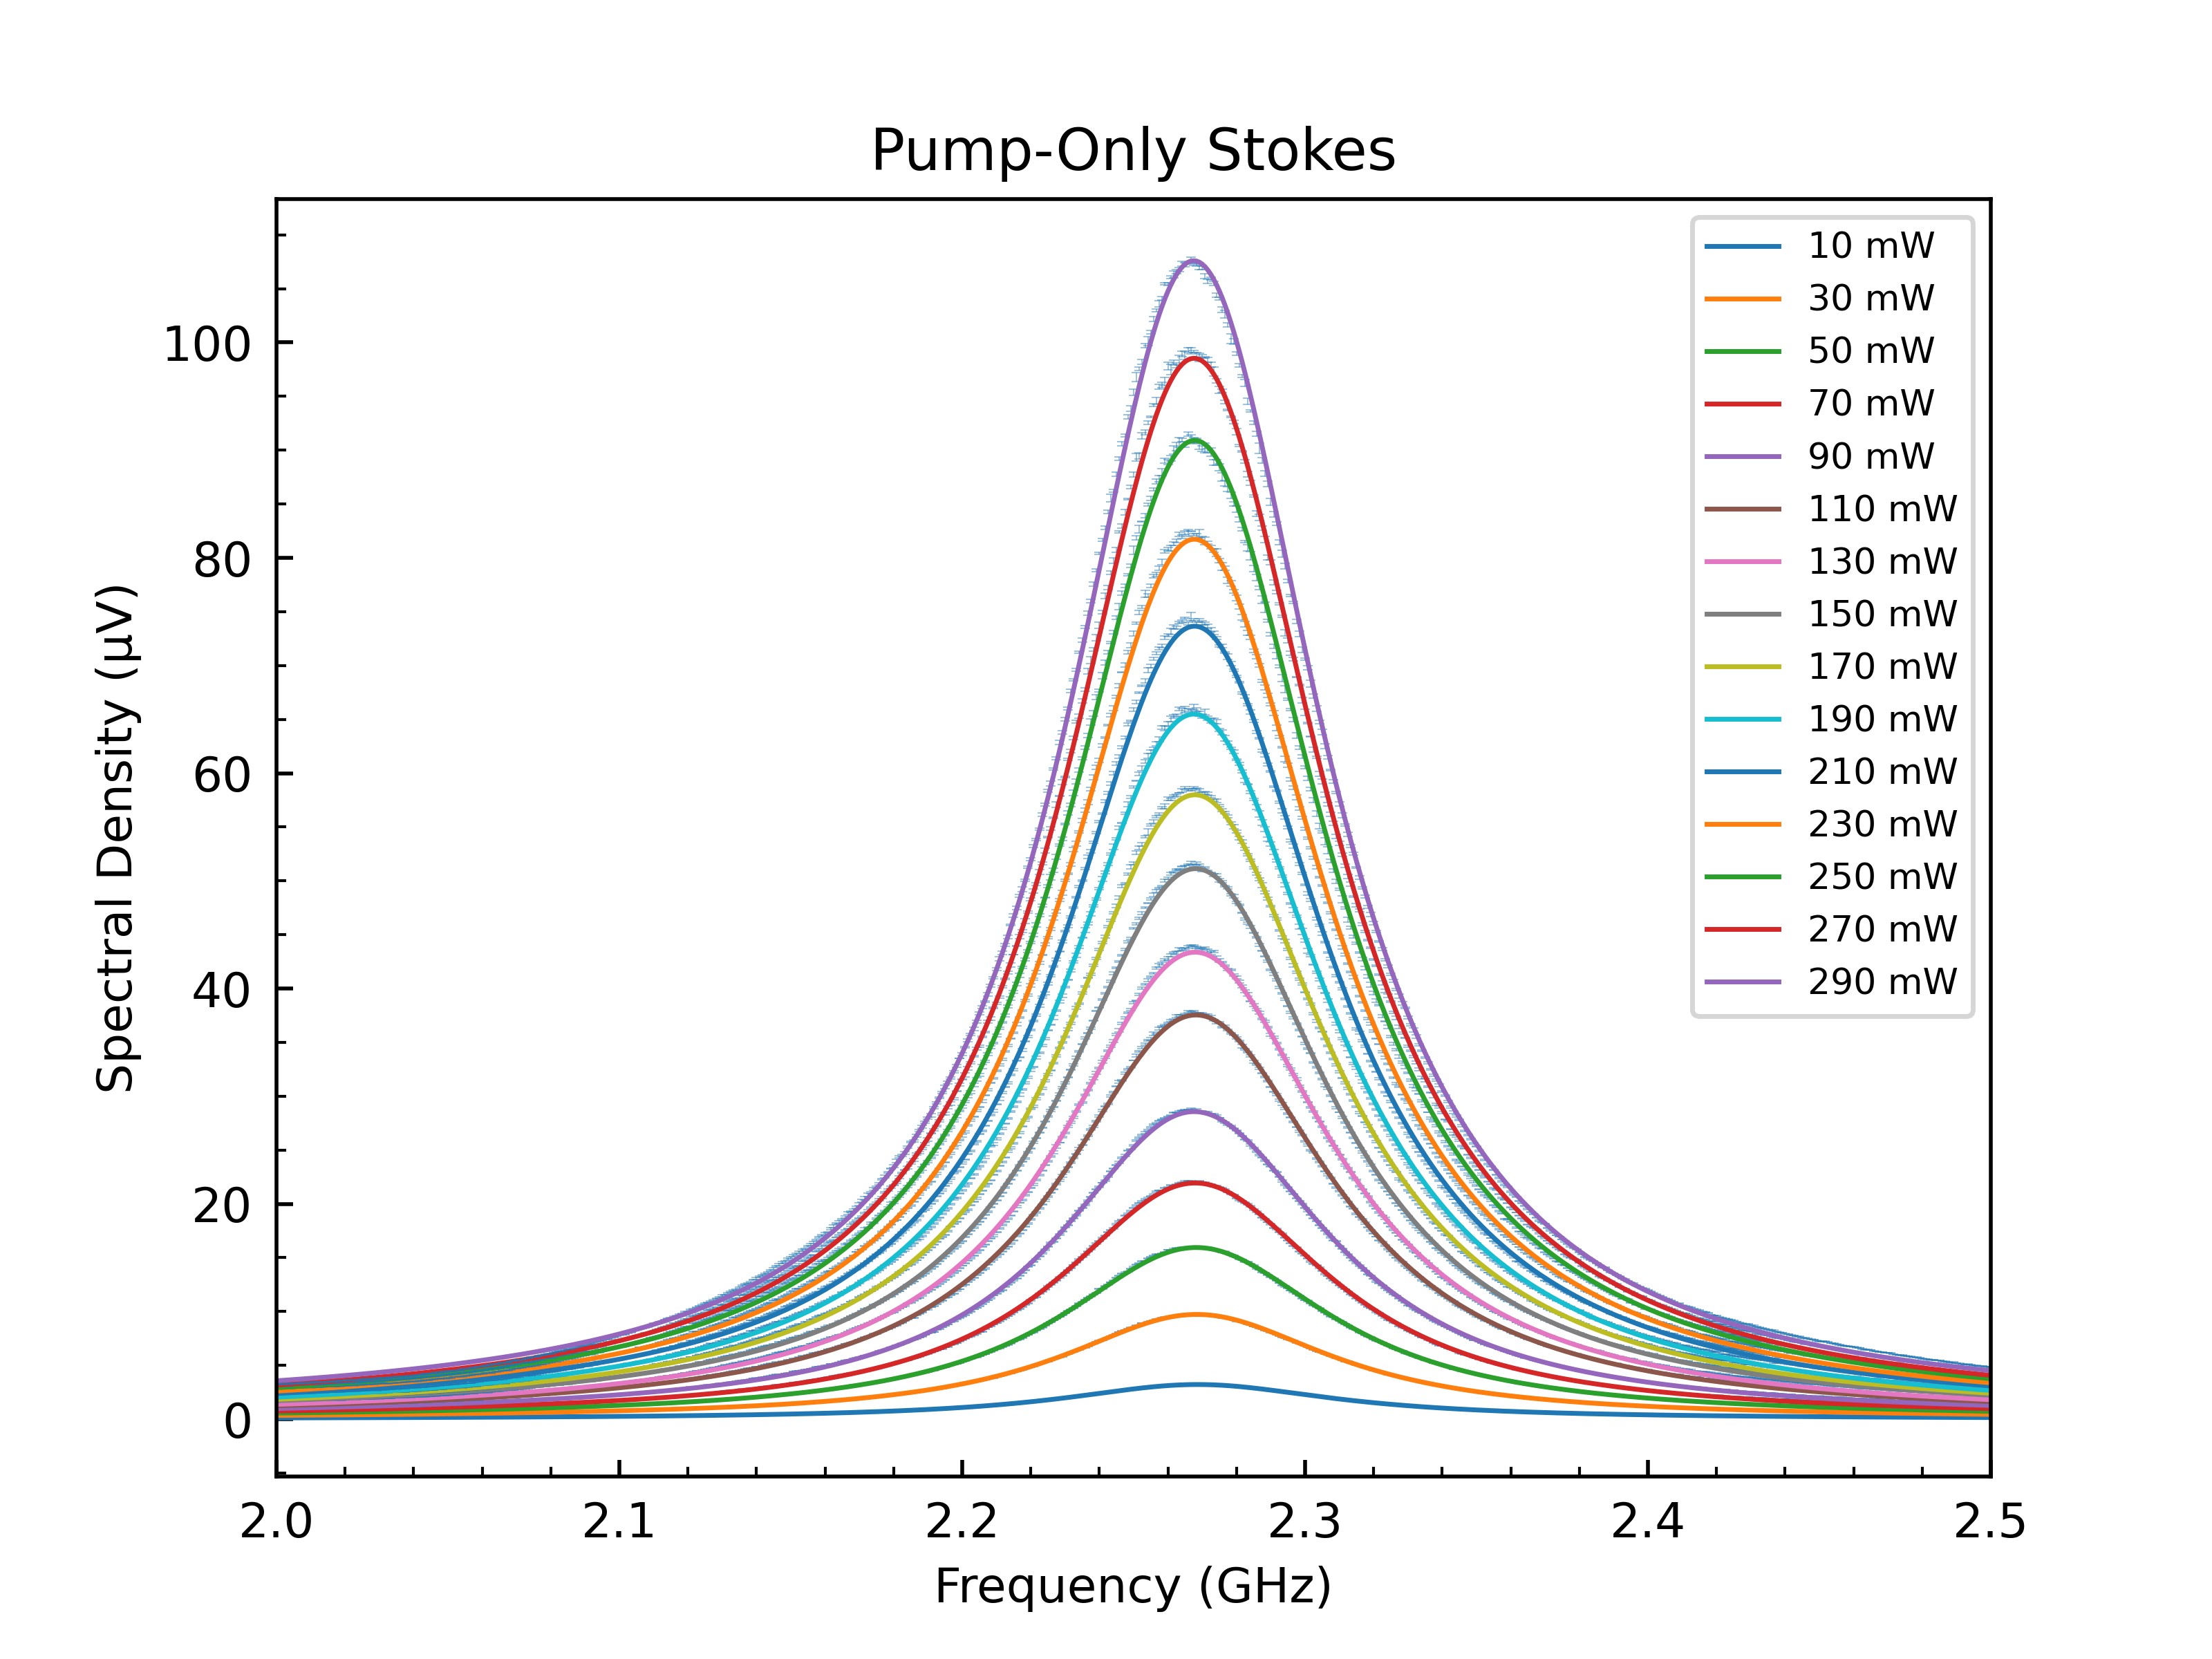 Pump-Only Stokes
Spectral Density (µV)
100
80
60
40
20
0
2.0 2.1 2.2 2.3 2.4 2.5
Frequency (GHz)
10 mW
30 mW
50 mW
70 mW
90 mW
110 mW
130 mW
150 mW
170 mW
190 mW
210 mW
230 mW
250 mW
270 mW
290 mW